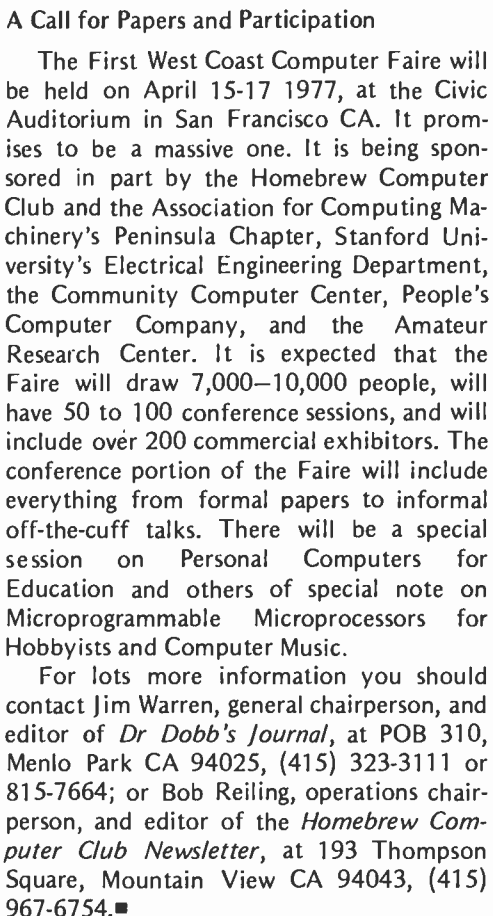 A Call for Papers and Participation
The First West Coast Computer Faire will
be held on April 15-17 1977, at the Civic
Auditorium in San Francisco CA. It prom-
ises to be a massive one. It is being spon-
sored in part by the Homebrew Computer
Club and the Association for Computing Ma-
chinery's Peninsula Chapter, Stanford Uni-
versity's Electrical Engineering Department,
the Community Computer Center, People's
Computer Company, and the Amateur
Research Center. It is expected that the
Faire will draw 7,000—10,000 people, will
have 50 to 100 conference sessions, and will
include over 200 commercial exhibitors. The
conference portion of the Faire will include
everything from formal papers to informal
off-the-cuff talks. There will be a special
session on Personal Computers for
Education and others of special note on
Microprogrammable Microprocessors for
Hobbyists and Computer Music.
For lots more information you should
contact Jim Warren, general chairperson, and
editor of Dr Dobb's Journal, at POB 310,
Menlo Park CA 94025, (415) 323-3111 or
815-7664; or Bob Reiling, operations chair-
person, and editor of the Homebrew Com-
puter Club Newsletter, at 193 Thompson
Square, Mountain View CA 94043, (415)
967-6754.■